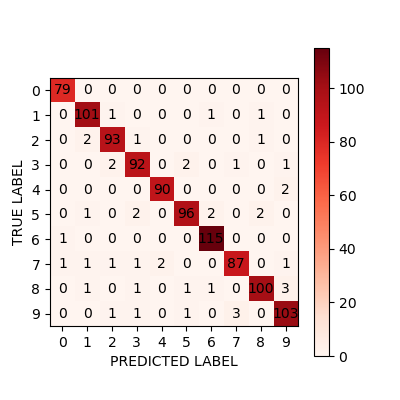 0 79 0 0 0 0 0 0 0 0 0
1 0 101 1 0 0 0 1 0 1 0
2 0 2 93 1 0 0 0 0 1 0
3 0 0 2 92 0 2 0 1 0 1
4 0 0 0 0 90 0 0 0 0 2
5 0 1 0 2 0 96 2 0 2 0
6 1 0 0 0 0 0 115 0 0 0
7 1 1 1 1 2 0 0 87 0 1
8 0 1 0 1 0 1 1 0 100 3
9 0 0 1 1 0 1 0 3 0 103
0 1 2 3 4 5 6 7 8 9
TRUE LABEL
PREDICTED LABEL
100
80
60
40
20
0